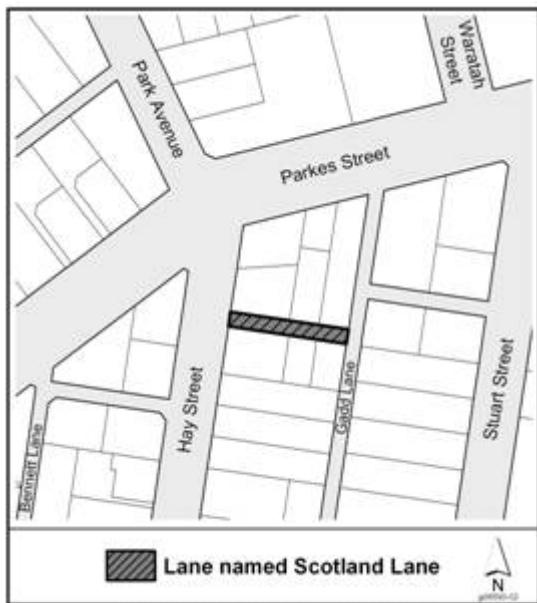 Waratah
Street
Park Avenue
Parkes Street
Hay Street
Gadd Lane
Stuart Street
Bennett Lane
Lane named Scotland Lane
N